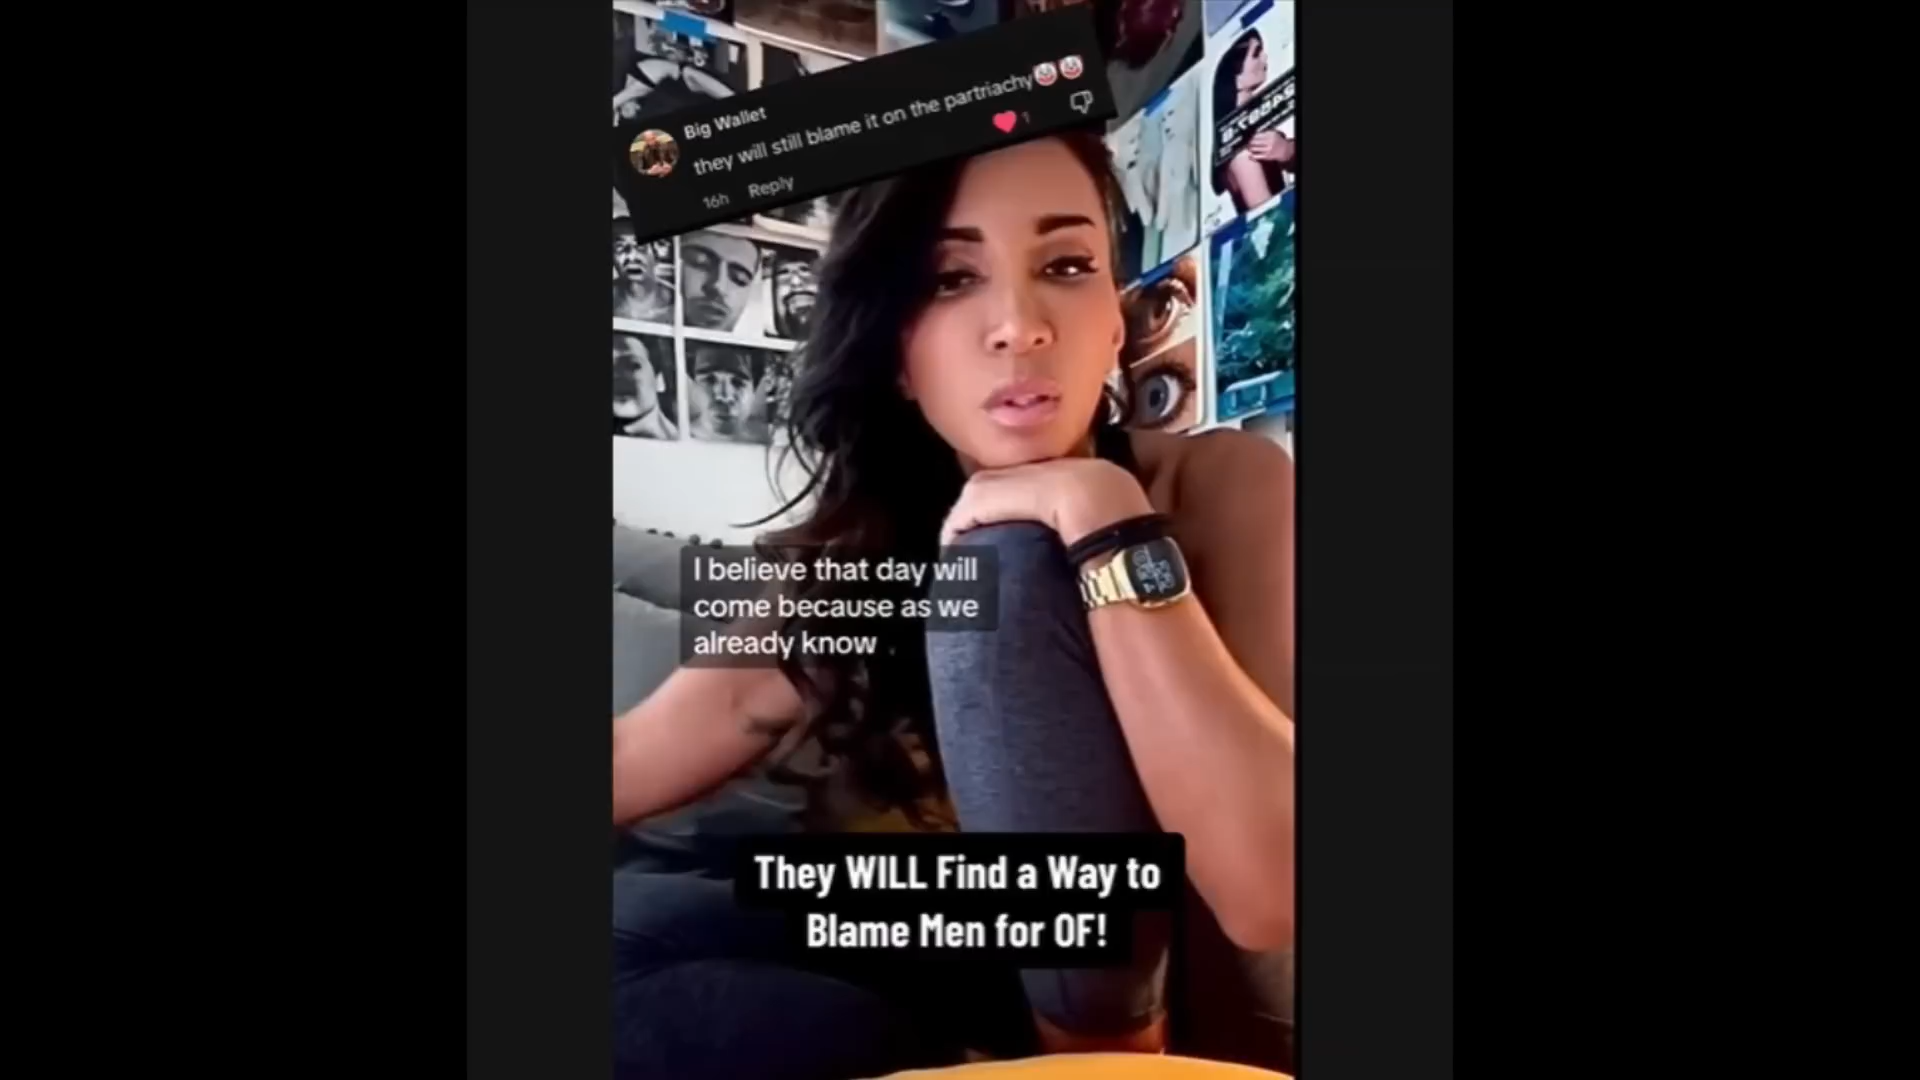 Big Wallet
they will still blame it on the partriachy🤡🤡
1
16h Reply
I believe that day will
come because as we
already know
They WILL Find a Way to
Blame Men for OF!